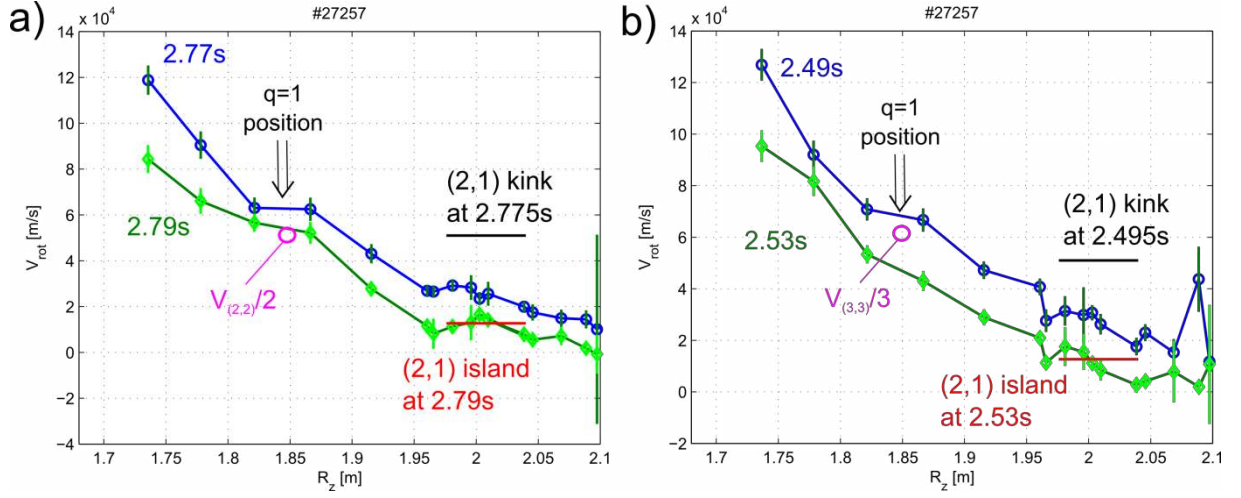 a)
#27257
x 10⁴
14
12
10
8
6
4
2
0
−2
−4
V_rot [m/s]
2.77s
q=1
position
(2,1) kink
at 2.775s
2.79s
V_(2,2)/2
(2,1) island
at 2.79s
1.7 1.75 1.8 1.85 1.9 1.95 2 2.05 2.1
R_z [m]
b)
#27257
x 10⁴
14
12
10
8
6
4
2
0
−2
V_rot [m/s]
2.49s
q=1
position
(2,1) kink
at 2.495s
2.53s
V_(3,3)/3
(2,1) island
at 2.53s
1.7 1.75 1.8 1.85 1.9 1.95 2 2.05 2.1
R_z [m]